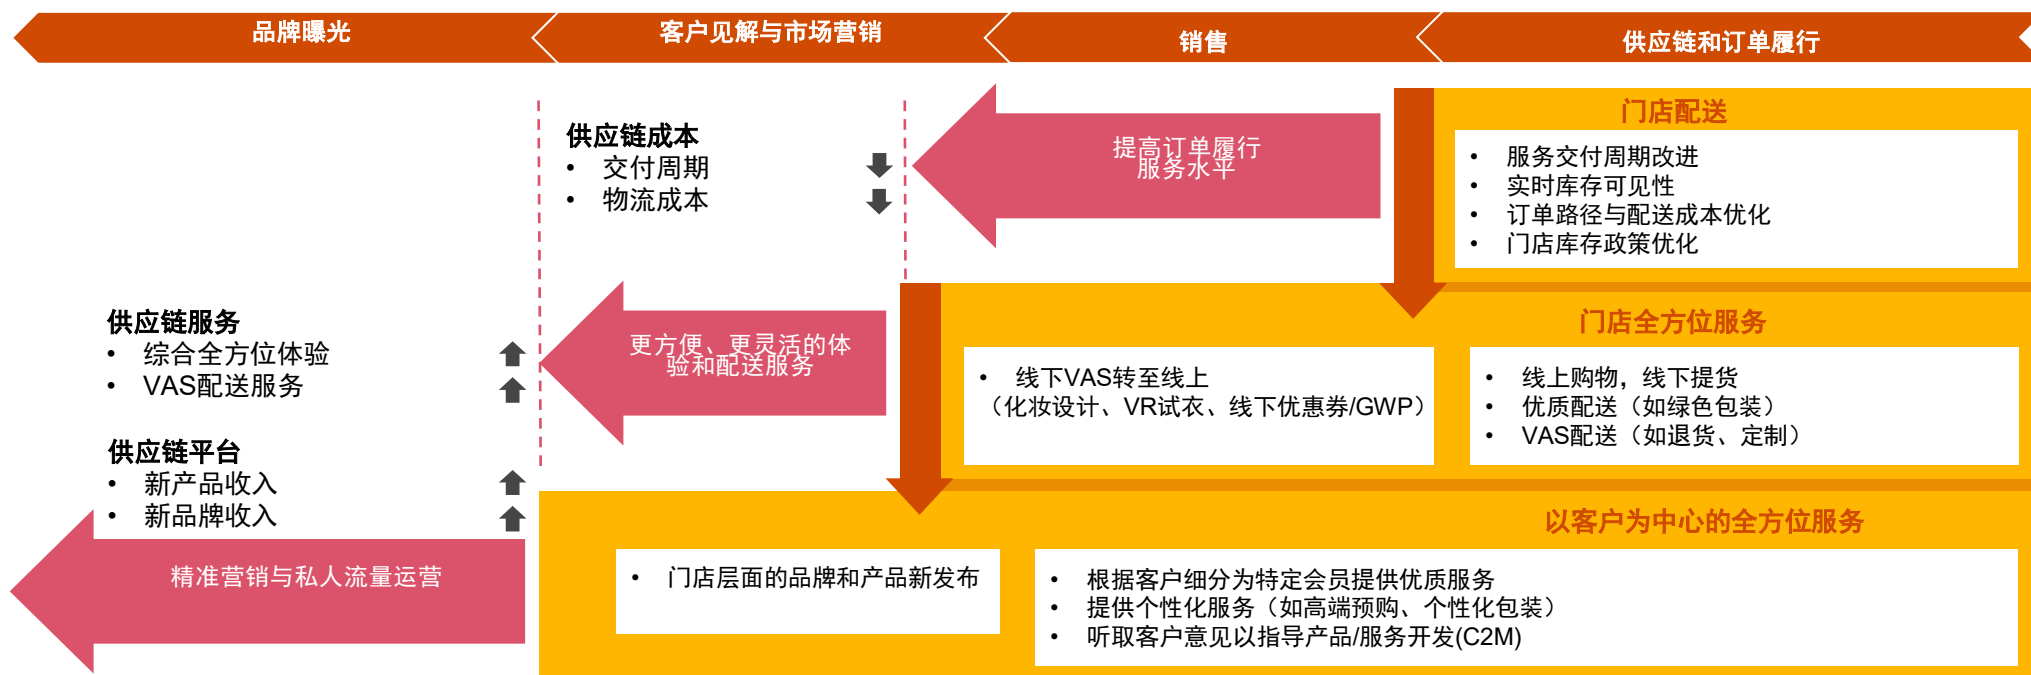 品牌曝光
客户见解与市场营销
销售
供应链和订单履行
门店配送
• 服务交付周期改进
• 实时库存可见性
• 订单路径与配送成本优化
• 门店库存政策优化
提高订单履行
服务水平
供应链成本
• 交付周期
• 物流成本
门店全方位服务
• 线下VAS转至线上
（化妆设计、VR试衣、线下优惠券/GWP）
• 线上购物，线下提货
• 优质配送（如绿色包装）
• VAS配送（如退货、定制）
更方便、更灵活的体
验和配送服务
供应链服务
• 综合全方位体验
• VAS配送服务
供应链平台
• 新产品收入
• 新品牌收入
以客户为中心的全方位服务
• 门店层面的品牌和产品新发布
• 根据客户细分为特定会员提供优质服务
• 提供个性化服务（如高端预购、个性化包装）
• 听取客户意见以指导产品/服务开发(C2M)
精准营销与私人流量运营